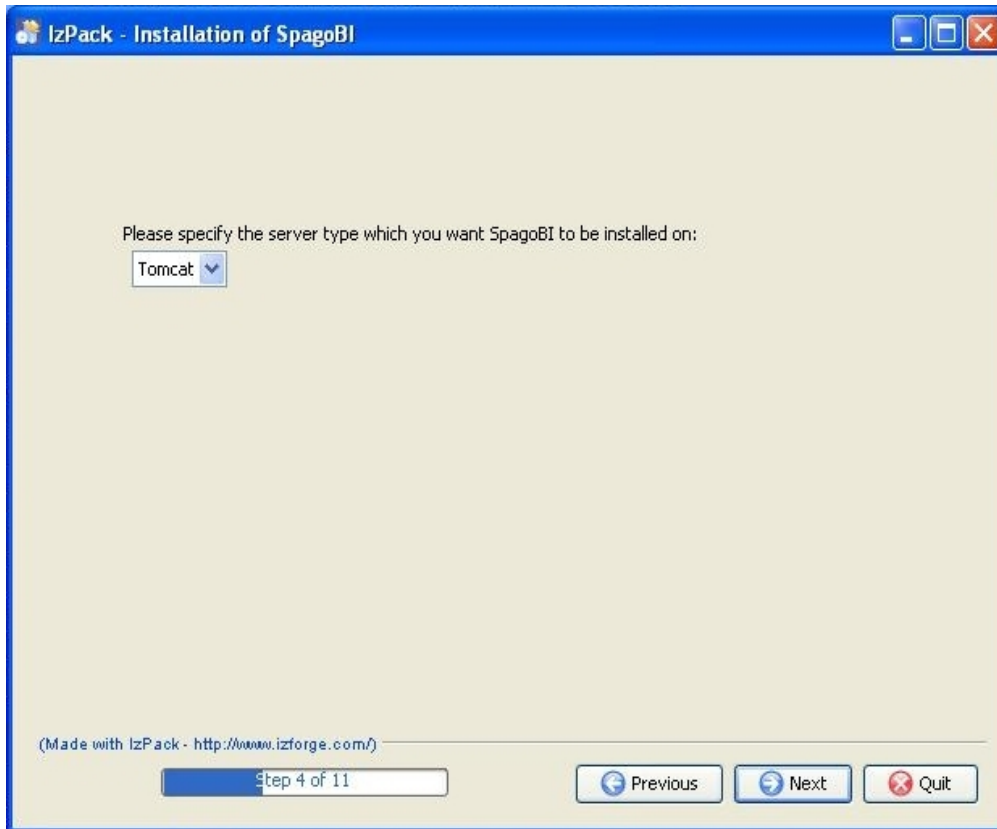 IzPack - Installation of SpagoBI
Please specify the server type which you want SpagoBI to be installed on:
Tomcat
(Made with IzPack - http://www.izforge.com/)
Step 4 of 11
Previous
Next
Quit